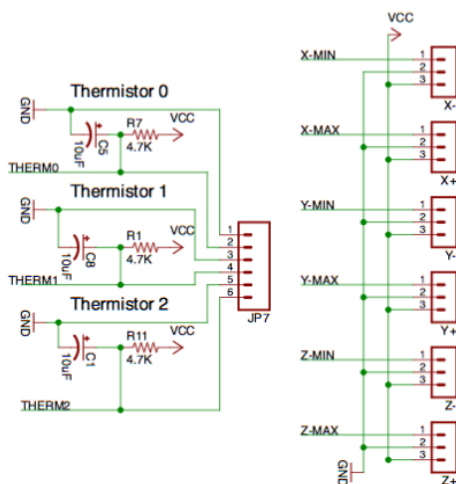 Thermistor 0
GND
10uF
C5
R7
4.7K
VCC
THERM0
Thermistor 1
GND
10uF
C8
R1
4.7K
VCC
THERM1
Thermistor 2
GND
10uF
C1
R11
4.7K
VCC
THERM2
1
2
3
4
5
6
JP7
VCC
X-MIN
1
2
3
X-
X-MAX
1
2
3
X+
Y-MIN
1
2
3
Y-
Y-MAX
1
2
3
Y+
Z-MIN
1
2
3
Z-
Z-MAX
1
2
3
Z+
GND